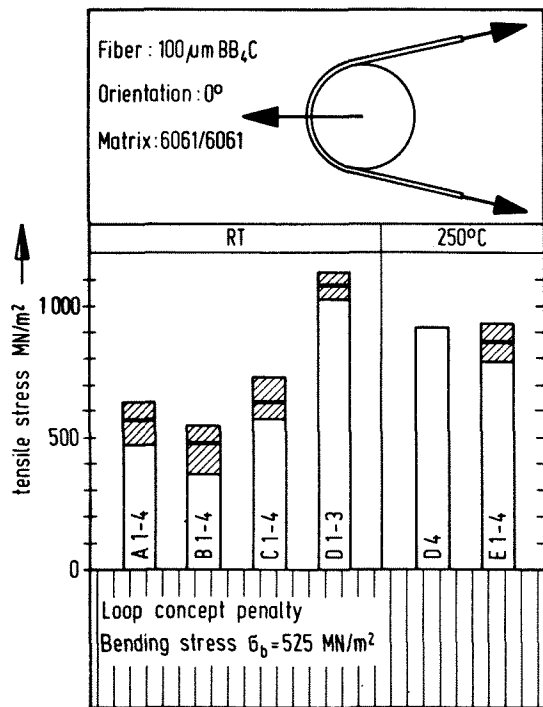 Fiber : 100 µm BB₄C
Orientation : 0°
Matrix : 6061/6061
RT
250°C
tensile stress MN/m²
1000
500
0
A 1-4
B 1-4
C 1-4
D 1-3
D 4
E 1-4
Loop concept penalty
Bending stress б_b = 525 MN/m²